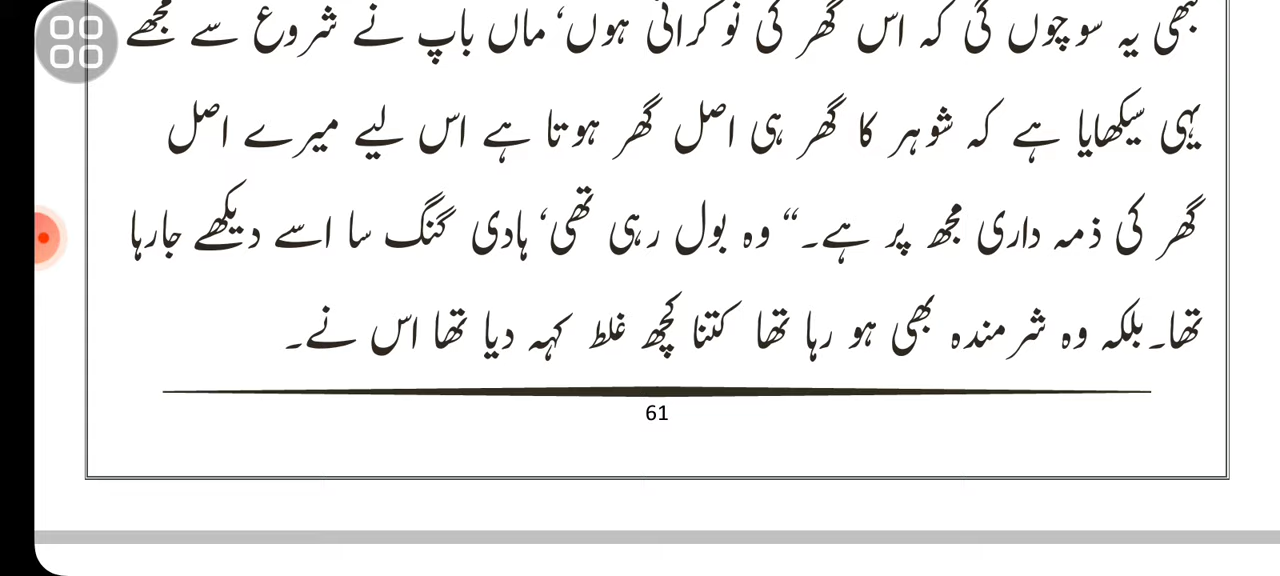 کبھی یہ سوچوں گی کہ اس گھر کی نوکرانی ہوں‘ ماں باپ نے شروع سے مجھے
یہی سیکھایا ہے کہ شوہر کا گھر ہی اصل گھر ہوتا ہے اس لیے میرے اصل
گھر کی ذمہ داری مجھ پر ہے۔“ وہ بول رہی تھی‘ ہادی گنگ سا اسے دیکھے جارہا
تھا۔ بلکہ وہ شرمندہ بھی ہو رہا تھا کتنا کچھ غلط کہہ دیا تھا اس نے۔
61